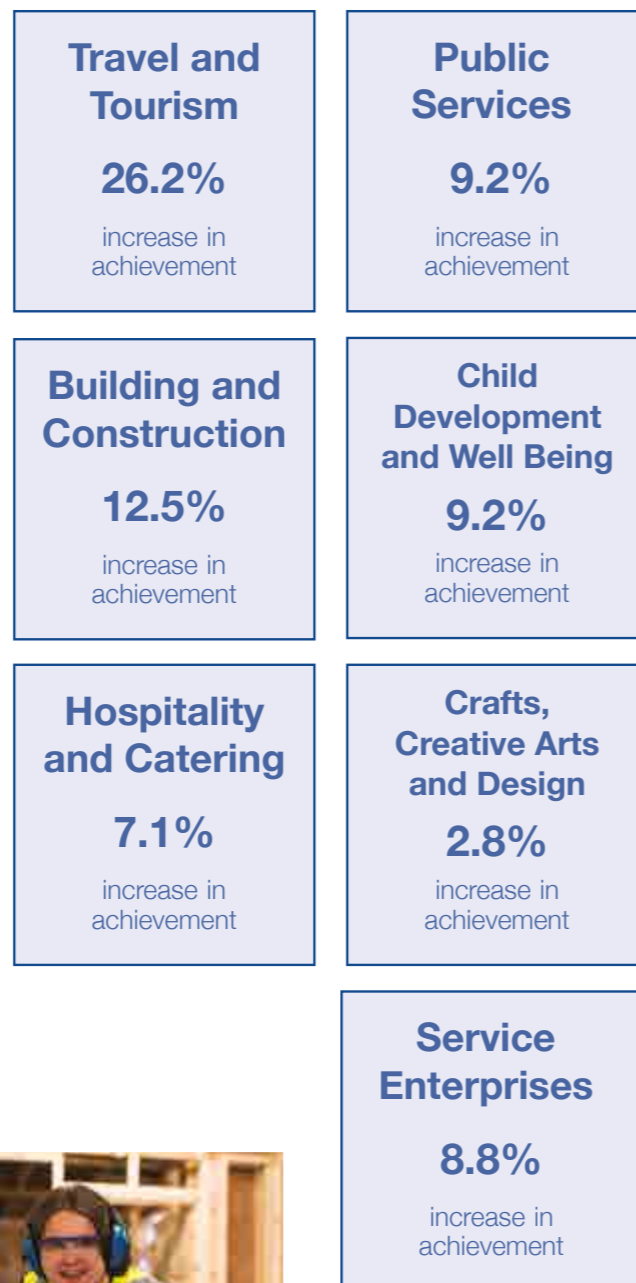 Travel and
Tourism
26.2%
increase in
achievement
Public
Services
9.2%
increase in
achievement
Building and
Construction
12.5%
increase in
achievement
Child
Development
and Well Being
9.2%
increase in
achievement
Hospitality
and Catering
7.1%
increase in
achievement
Crafts,
Creative Arts
and Design
2.8%
increase in
achievement
Service
Enterprises
8.8%
increase in
achievement